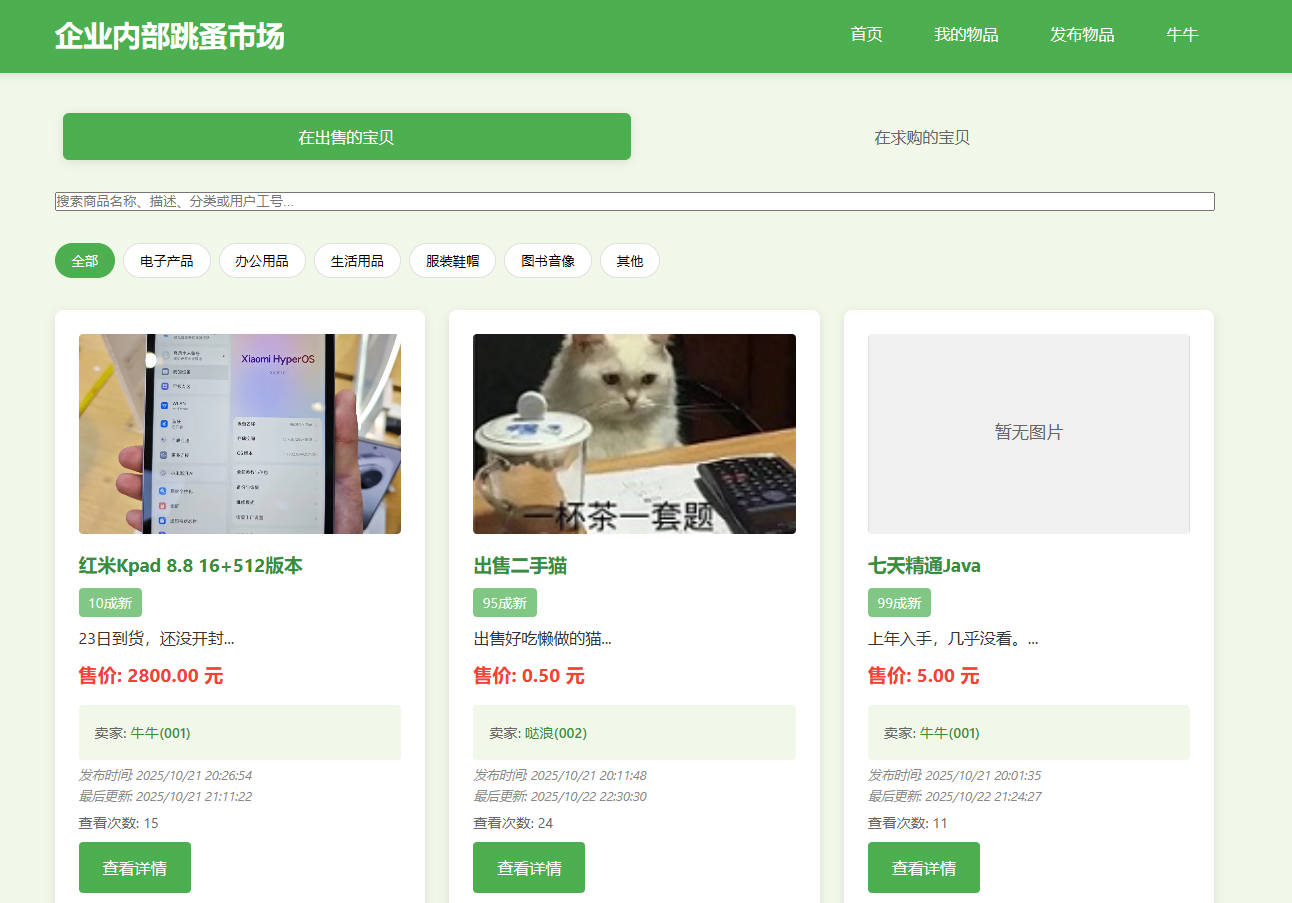 企业内部跳蚤市场
首页
我的物品
发布物品
牛牛
在出售的宝贝
在求购的宝贝
搜索商品名称、描述、分类或用户工号...
全部
电子产品
办公用品
生活用品
服装鞋帽
图书音像
其他
Xiaomi HyperOS
WLAN
一杯茶一套题
暂无图片
红米Kpad 8.8 16+512版本
10成新
23日到货，还没开封...
售价: 2800.00 元
卖家: 牛牛(001)
发布时间: 2025/10/21 20:26:54
最后更新: 2025/10/21 21:11:22
查看次数: 15
查看详情
出售二手猫
95成新
出售好吃懒做的猫...
售价: 0.50 元
卖家: 哒浪(002)
发布时间: 2025/10/21 20:11:48
最后更新: 2025/10/22 22:30:30
查看次数: 24
查看详情
七天精通Java
99成新
上年入手，几乎没看。...
售价: 5.00 元
卖家: 牛牛(001)
发布时间: 2025/10/21 20:01:35
最后更新: 2025/10/22 21:24:27
查看次数: 11
查看详情